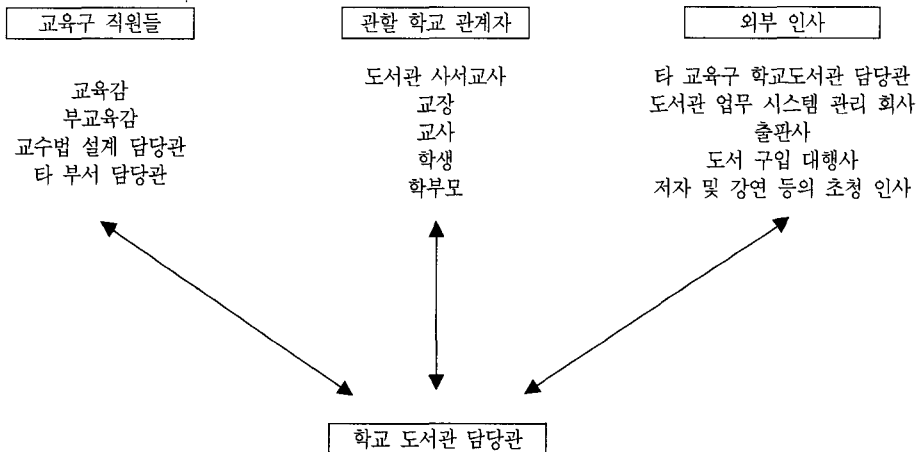 교육구 직원들
교육감
부교육감
교수법 설계 담당관
타 부서 담당관
관할 학교 관계자
도서관 사서교사
교장
교사
학생
학부모
외부 인사
타 교육구 학교도서관 담당관
도서관 업무 시스템 관리 회사
출판사
도서 구입 대행사
저자 및 강연 등의 초청 인사
학교 도서관 담당관